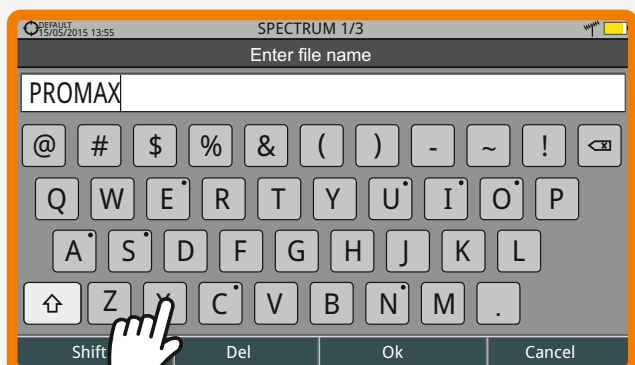 DEFAULT
15/05/2015 13:55
SPECTRUM 1/3
Enter file name
PROMAX
@ # $ % & ( ) - ~ !
Q W E R T Y U I O P
A S D F G H J K L
Z X C V B N M .
Shift Del Ok Cancel